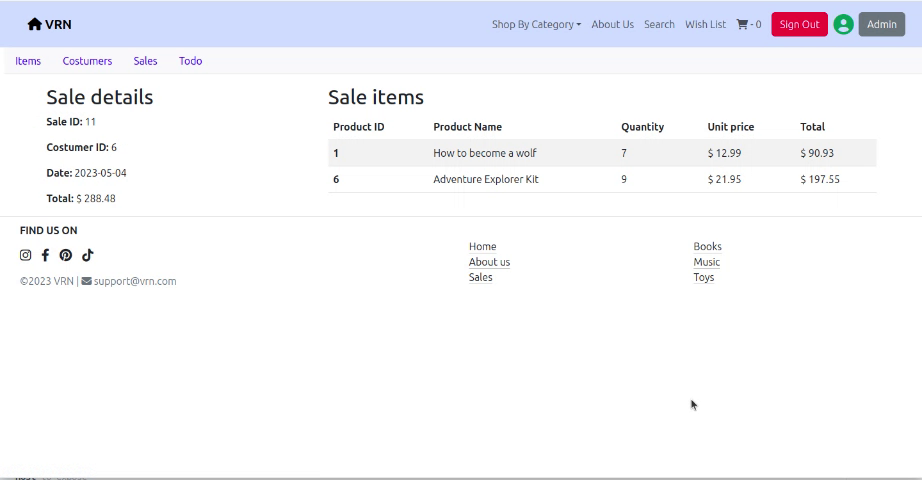 VRN
Shop By Category
About Us
Search
Wish List
- 0
Sign Out
Admin
Items
Costumers
Sales
Todo
Sale details
Sale ID: 11
Costumer ID: 6
Date: 2023-05-04
Total: $ 288.48
Sale items
Product ID Product Name Quantity Unit price Total
1 How to become a wolf 7 $ 12.99 $ 90.93
6 Adventure Explorer Kit 9 $ 21.95 $ 197.55
FIND US ON
©2023 VRN | support@vrn.com
Home
About us
Sales
Books
Music
Toys